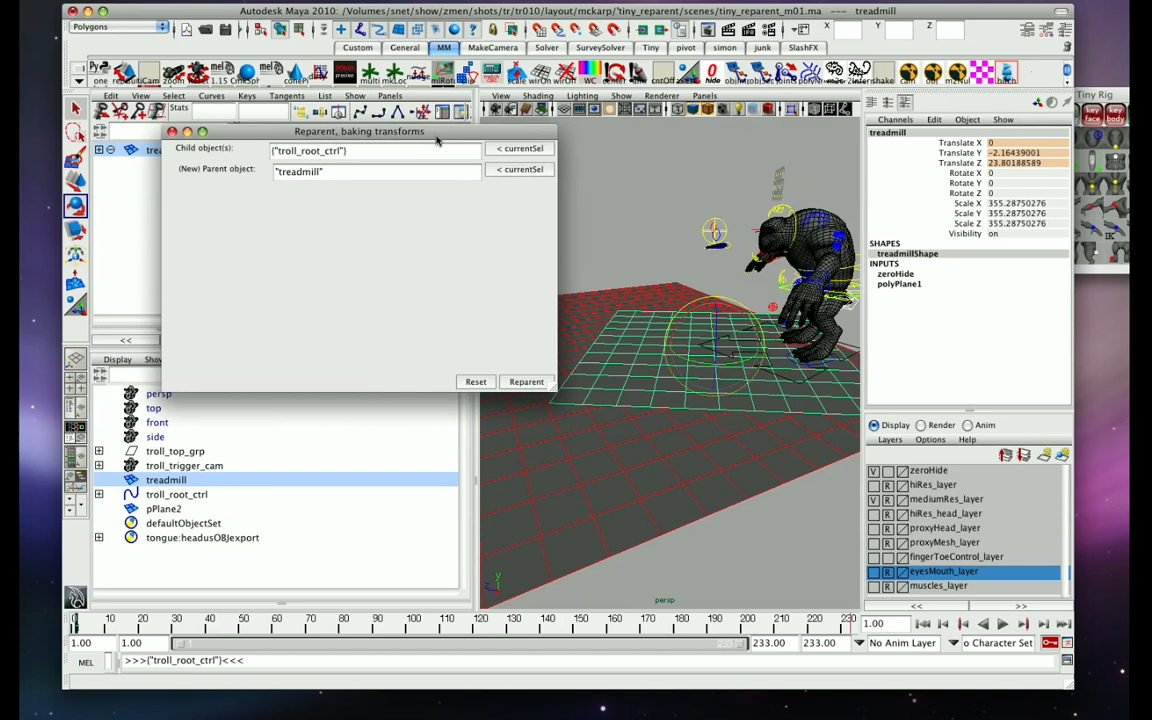 Autodesk Maya 2010: /Volumes/snet/show/zmen/shots/tr/tr010/layout/mckarp/"tiny_reparent/scenes/tiny_reparent_m01.ma --- treadmill
Polygons
X:
Y:
Z:
Custom
General
MM
MakeCamera
Solver
SurveySolver
Tiny
pivot
simon
junk
SlashFX
Edit
View
Select
Curves
Keys
Tangents
List
Show
Panels
Stats
View
Shading
Lighting
Show
Renderer
Panels
Reparent, baking transforms
Child object(s):
{"troll_root_ctrl"}
< currentSel
(New) Parent object:
"treadmill"
< currentSel
Reset
Reparent
Channels
Edit
Object
Show
treadmill
Translate X 0
Translate Y -2.16439001
Translate Z 23.80188589
Rotate X 0
Rotate Y 0
Rotate Z 0
Scale X 355.28750276
Scale Y 355.28750276
Scale Z 355.28750276
Visibility on
SHAPES
treadmillShape
INPUTS
zeroHide
polyPlane1
key face
key body
IK
<<
Display
persp
top
front
side
troll_top_grp
troll_trigger_cam
treadmill
troll_root_ctrl
pPlane2
defaultObjectSet
tongue:headusOBJexport
persp
Display
Render
Anim
Layers
Options
Help
V zeroHide
R hiRes_layer
V R mediumRes_layer
R hiRes_head_layer
R proxyHead_layer
R proxyMesh_layer
fingerToeControl_layer
R eyesMouth_layer
R muscles_layer
<<
>>
10 20 30 40 50 60 70 80 90 100 110 120 130 140 150 160 170 180 190 200 210 220 230
1.00
1.00
1.00
233.00
233.00
No Anim Layer
o Character Set
MEL
>>>{"troll_root_ctrl"}<<<